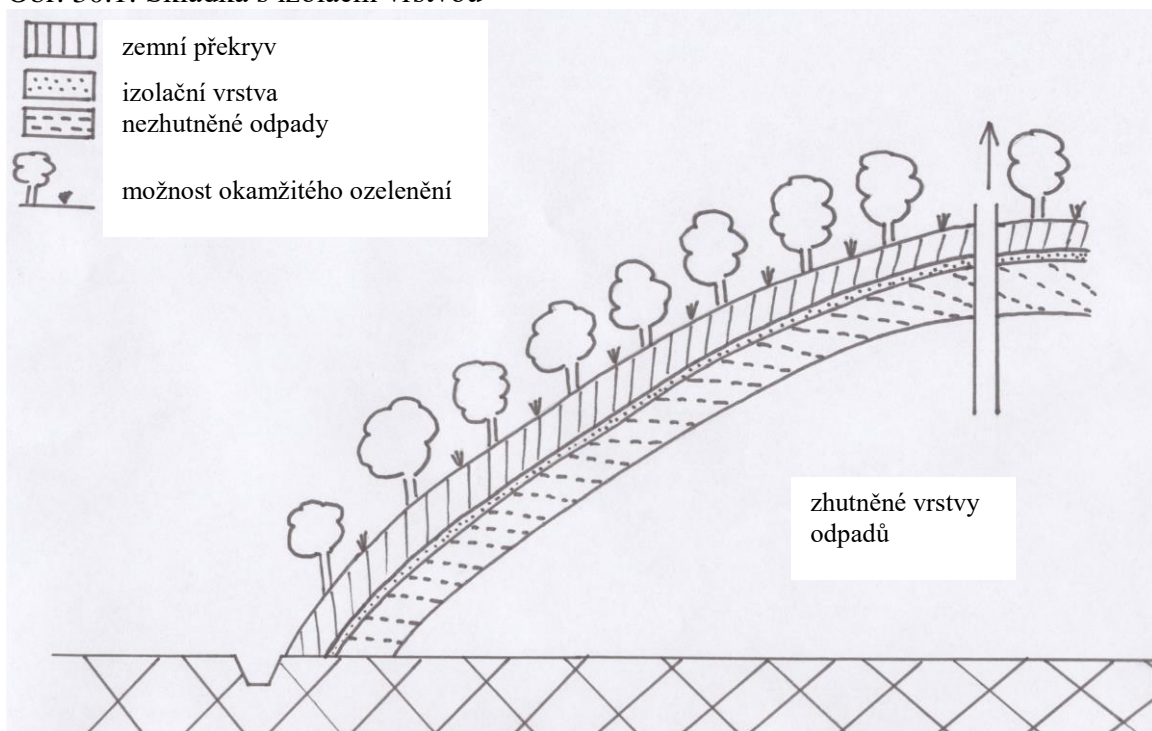 zemní překryv
izolační vrstva
nezhutněné odpady
možnost okamžitého ozelenění
zhutněné vrstvy
odpadů